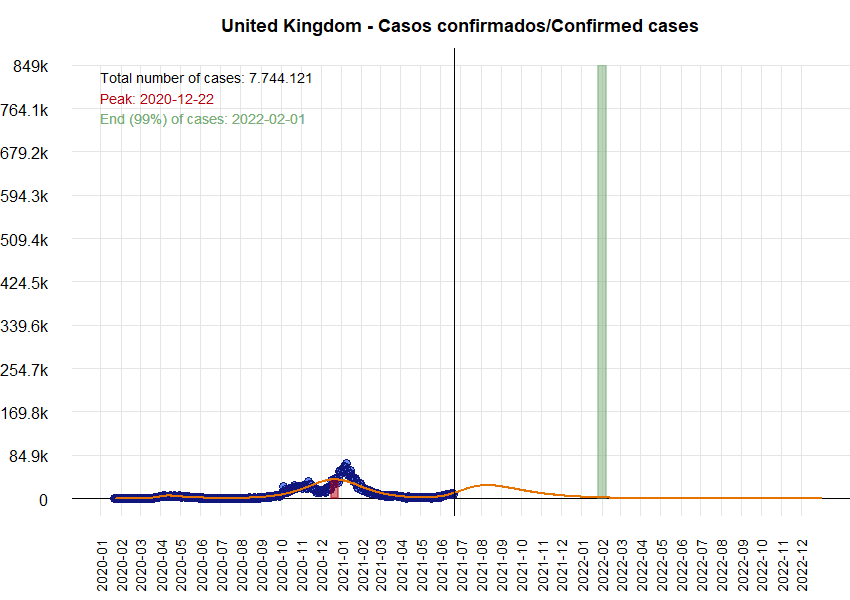 United Kingdom - Casos confirmados/Confirmed cases
849k
764.1k
679.2k
594.3k
509.4k
424.5k
339.6k
254.7k
169.8k
84.9k
0
Total number of cases: 7.744.121
Peak: 2020-12-22
End (99%) of cases: 2022-02-01
2020-01
2020-02
2020-03
2020-04
2020-05
2020-06
2020-07
2020-08
2020-09
2020-10
2020-11
2020-12
2021-01
2021-02
2021-03
2021-04
2021-05
2021-06
2021-07
2021-08
2021-09
2021-10
2021-11
2021-12
2022-01
2022-02
2022-03
2022-04
2022-05
2022-06
2022-07
2022-08
2022-09
2022-10
2022-11
2022-12